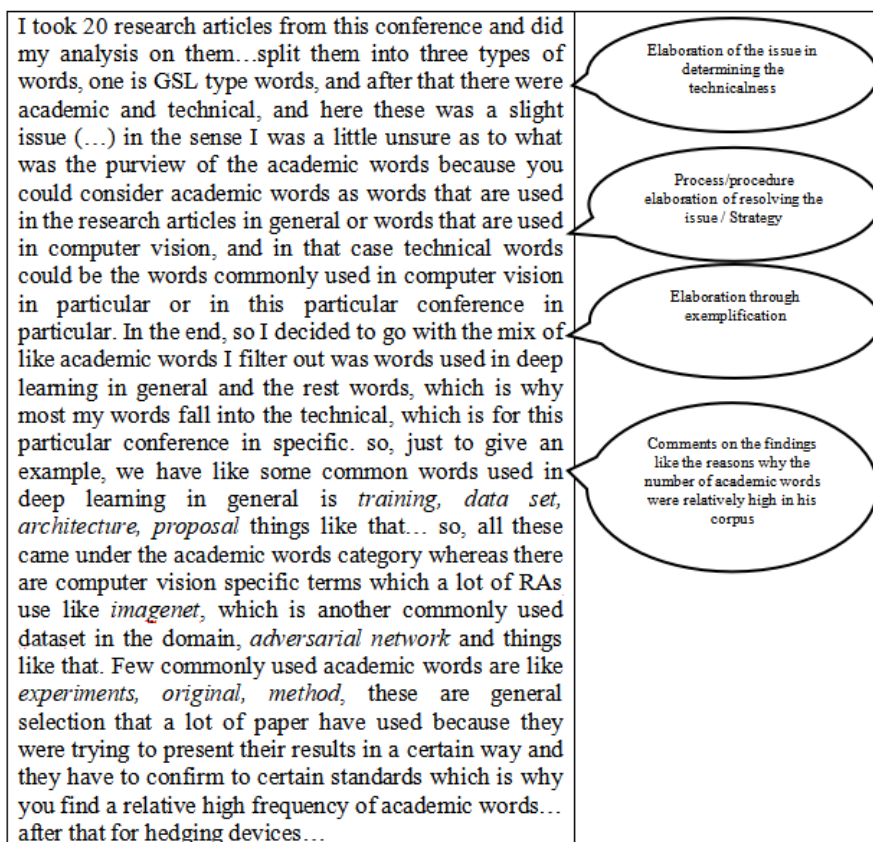 I took 20 research articles from this conference and did
my analysis on them…split them into three types of
words, one is GSL type words, and after that there were
academic and technical, and here these was a slight
issue (…) in the sense I was a little unsure as to what
was the purview of the academic words because you
could consider academic words as words that are used
in the research articles in general or words that are used
in computer vision, and in that case technical words
could be the words commonly used in computer vision
in particular or in this particular conference in
particular. In the end, so I decided to go with the mix of
like academic words I filter out was words used in deep
learning in general and the rest words, which is why
most my words fall into the technical, which is for this
particular conference in specific. so, just to give an
example, we have like some common words used in
deep learning in general is training, data set,
architecture, proposal things like that… so, all these
came under the academic words category whereas there
are computer vision specific terms which a lot of RAs
use like imagenet, which is another commonly used
dataset in the domain, adversarial network and things
like that. Few commonly used academic words are like
experiments, original, method, these are general
selection that a lot of paper have used because they
were trying to present their results in a certain way and
they have to confirm to certain standards which is why
you find a relative high frequency of academic words…
after that for hedging devices…
Elaboration of the issue in
determining the
technicalness
Process/procedure
elaboration of resolving the
issue / Strategy
Elaboration through
exemplification
Comments on the findings
like the reasons why the
number of academic words
were relatively high in his
corpus